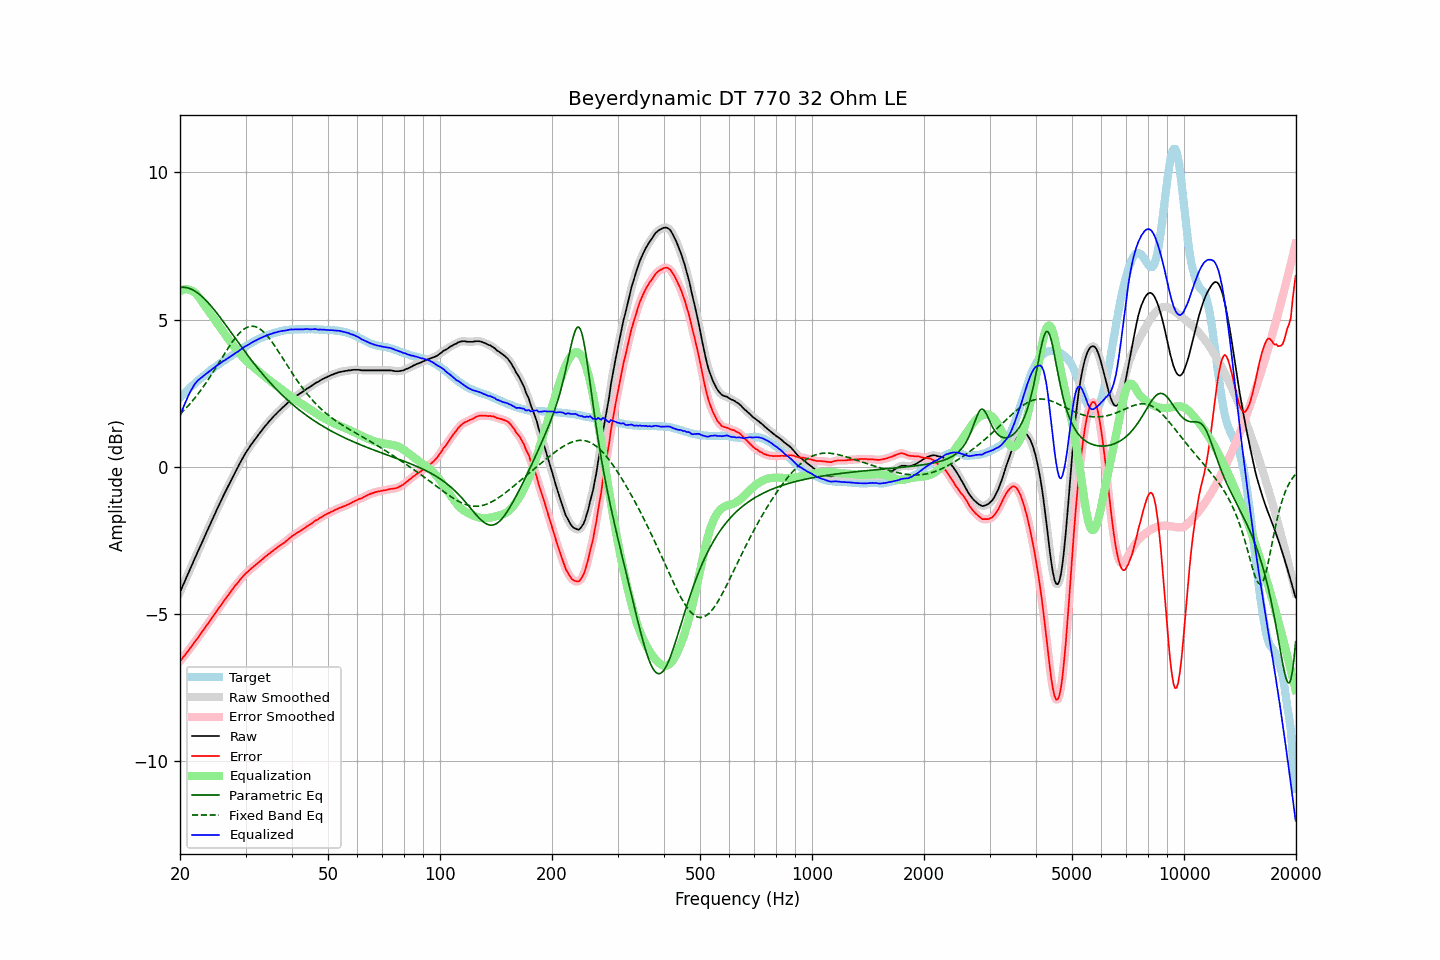 Beyerdynamic DT 770 32 Ohm LE
10
5
0
−5
−10
Amplitude (dBr)
Target
Raw Smoothed
Error Smoothed
Raw
Error
Equalization
Parametric Eq
Fixed Band Eq
Equalized
20 50 100 200 500 1000 2000 5000 10000 20000
Frequency (Hz)